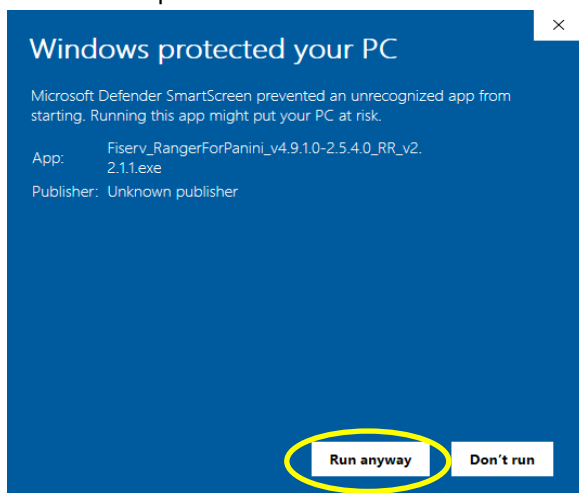 Windows protected your PC
Microsoft Defender SmartScreen prevented an unrecognized app from
starting. Running this app might put your PC at risk.
App: Fiserv_RangerForPanini_v4.9.1.0-2.5.4.0_RR_v2.
2.1.1.exe
Publisher: Unknown publisher
Run anyway Don't run